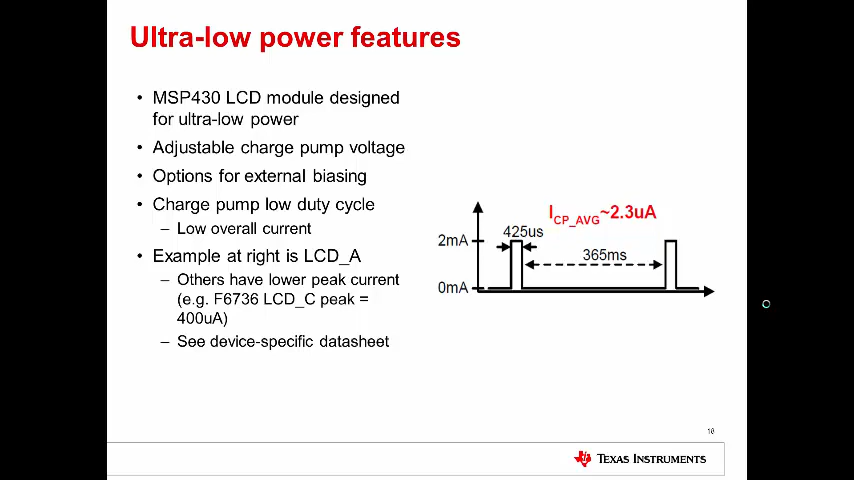 Ultra-low power features
• MSP430 LCD module designed
for ultra-low power
• Adjustable charge pump voltage
• Options for external biasing
• Charge pump low duty cycle
– Low overall current
• Example at right is LCD_A
– Others have lower peak current
(e.g. F6736 LCD_C peak =
400uA)
– See device-specific datasheet
ICP_AVG~2.3uA
425us
2mA
365ms
0mA
18
TEXAS INSTRUMENTS